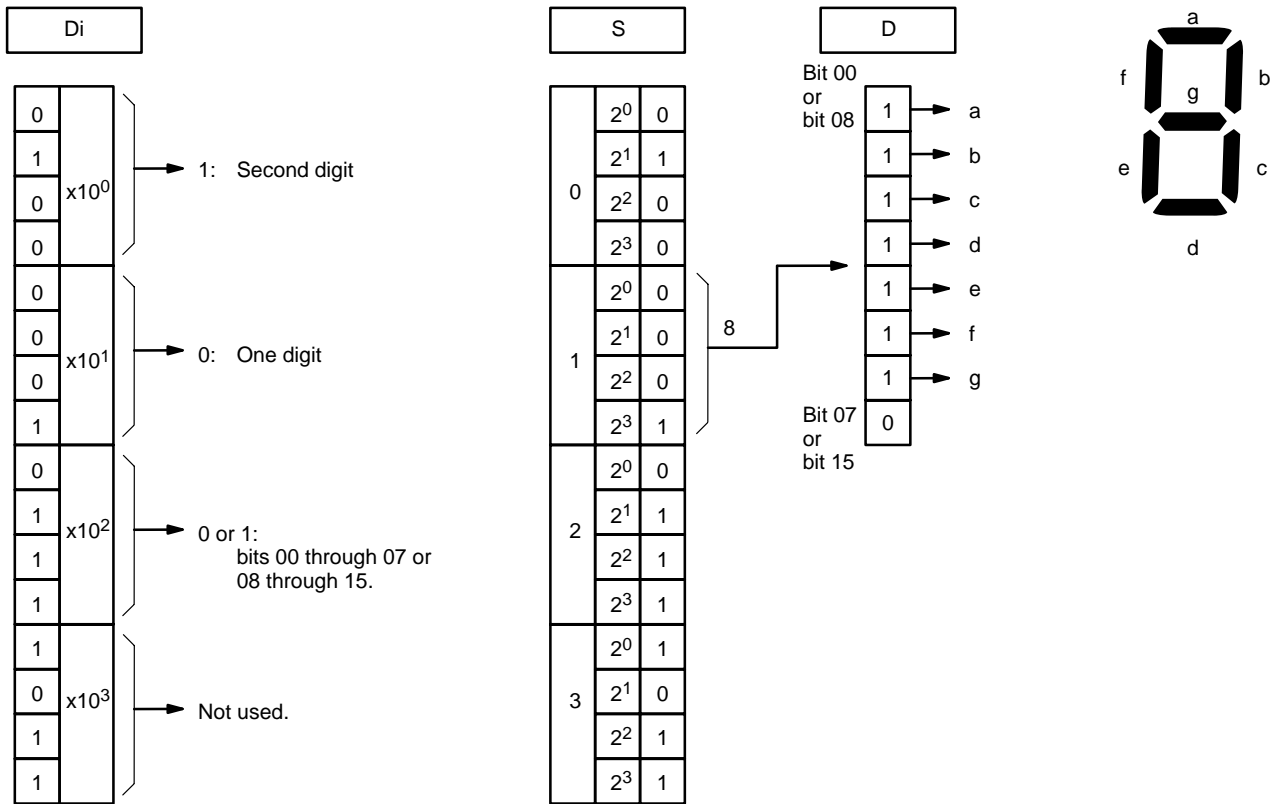 Di S D
a
f b
g
e c
d
Bit 00
or
bit 08
0 2⁰ 0 1 a
1 2¹ 1 1 b
0 x10⁰ 1: Second digit 0 2² 0 1 c
0 2³ 0 1 d
0 2⁰ 0 1 e
0 2¹ 0 8 1 f
0 x10¹ 0: One digit 1 2² 0 1 g
1 2³ 1 0
Bit 07
or
bit 15
0 2⁰ 0
1 x10² 0 or 1: 2 2¹ 1
1 bits 00 through 07 or 2² 1
1 08 through 15. 2³ 1
1 2⁰ 1
0 x10³ Not used. 3 2¹ 0
1 2² 1
1 2³ 1